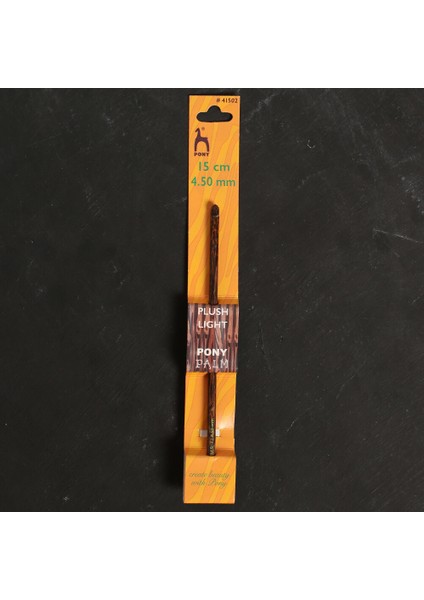 # 41502
PONY
15 cm
4.50 mm
PLUSH
LIGHT
PONY
PALM
create beauty
with Pony